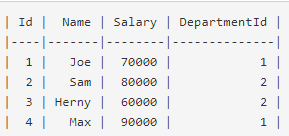 | Id | Name | Salary | DepartmentId |
|----|-------|--------|--------------|
| 1 | Joe | 70000 | 1 |
| 2 | Sam | 80000 | 2 |
| 3 | Herny | 60000 | 2 |
| 4 | Max | 90000 | 1 |